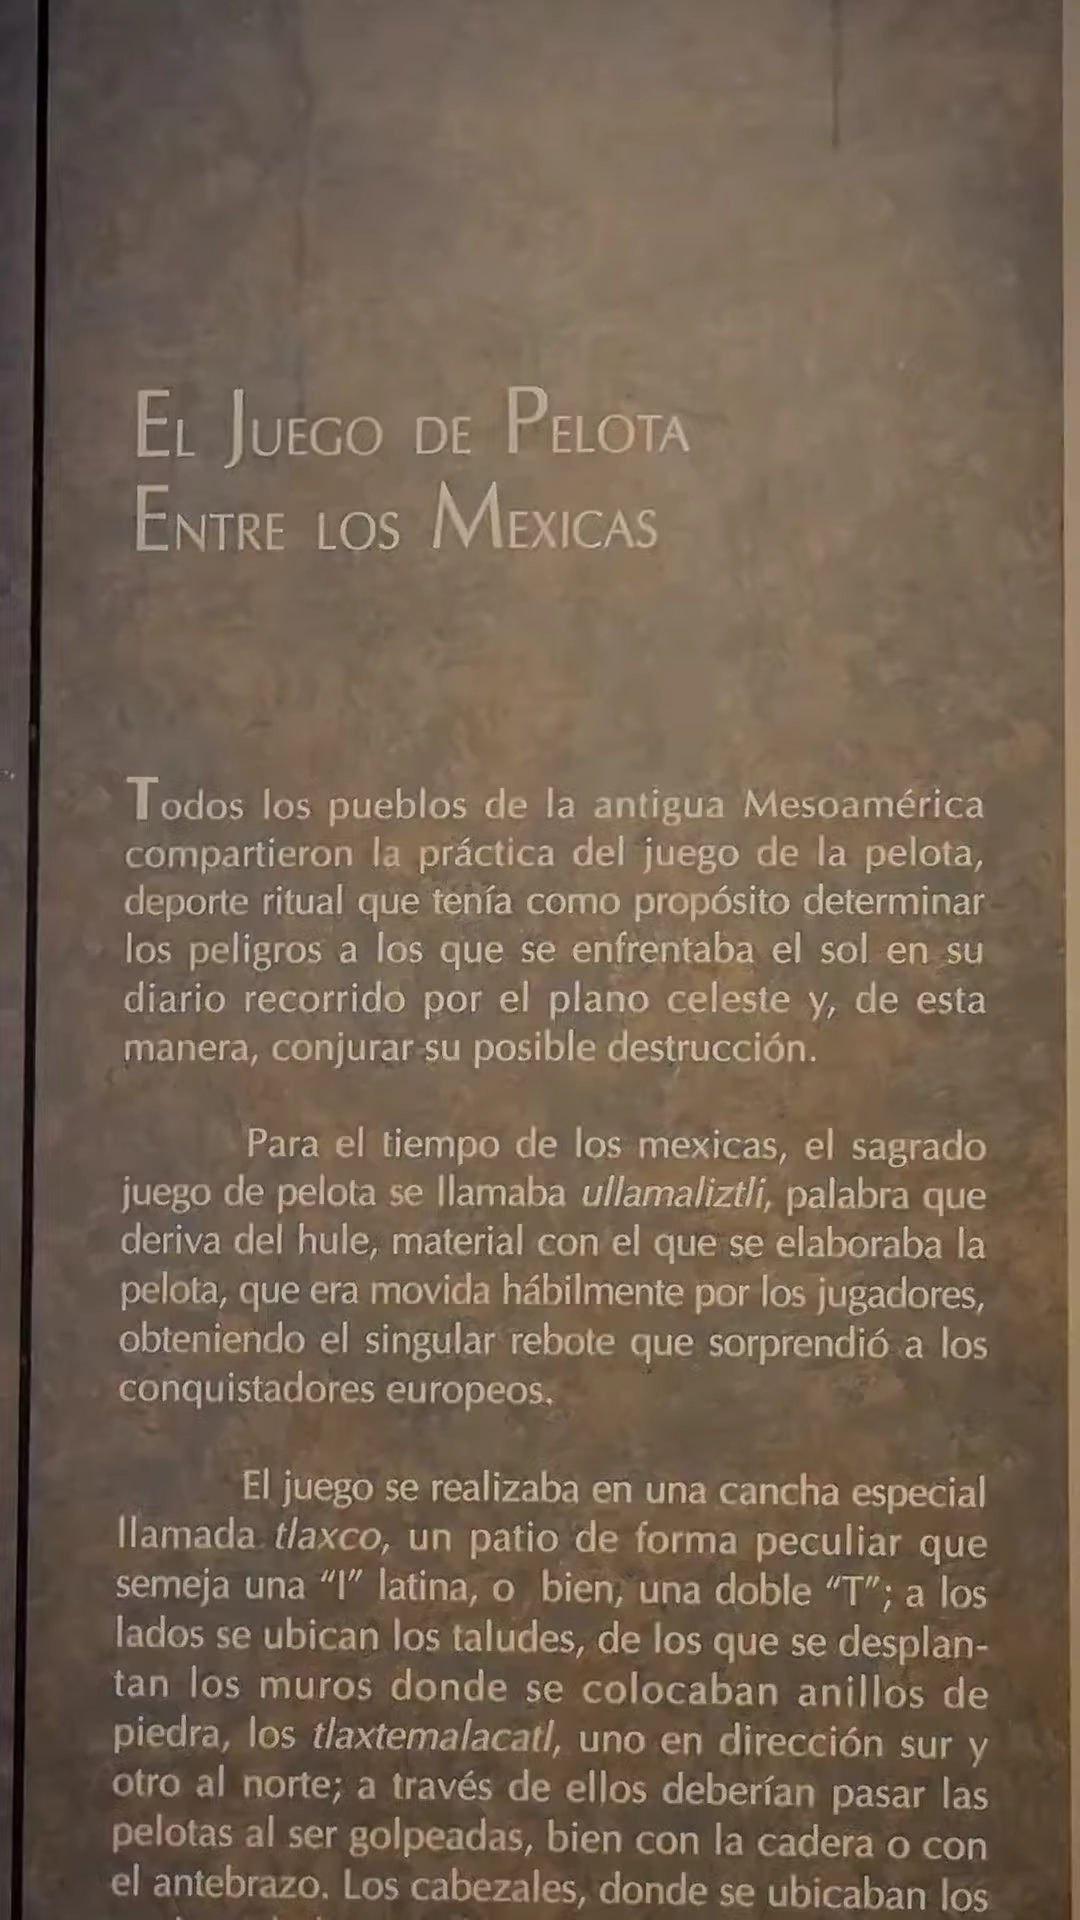 El Juego de Pelota
Entre los Mexicas
Todos los pueblos de la antigua Mesoamérica
compartieron la práctica del juego de la pelota,
deporte ritual que tenía como propósito determinar
los peligros a los que se enfrentaba el sol en su
diario recorrido por el plano celeste y, de esta
manera, conjurar su posible destrucción.
Para el tiempo de los mexicas, el sagrado
juego de pelota se llamaba ullamaliztli, palabra que
deriva del hule, material con el que se elaboraba la
pelota, que era movida hábilmente por los jugadores,
obteniendo el singular rebote que sorprendió a los
conquistadores europeos.
El juego se realizaba en una cancha especial
llamada tlaxco, un patio de forma peculiar que
semeja una “I” latina, o bien, una doble “T”; a los
lados se ubican los taludes, de los que se desplan-
tan los muros donde se colocaban anillos de
piedra, los tlaxtemalacatl, uno en dirección sur y
otro al norte; a través de ellos deberían pasar las
pelotas al ser golpeadas, bien con la cadera o con
el antebrazo. Los cabezales, donde se ubicaban los